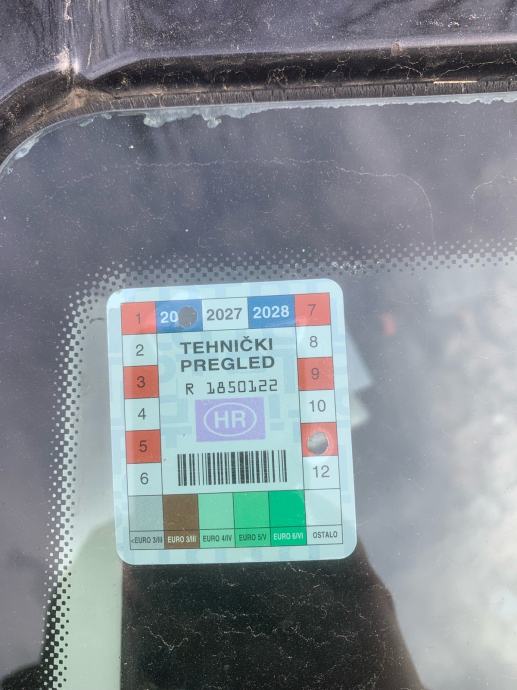 1 20 2027 2028 7
2 TEHNIČKI 8
PREGLED
3 R 1850122 9
4 HR 10
5
6 12
<EURO 3/III EURO 3/III EURO 4/IV EURO 5/V EURO 6/VI OSTALO